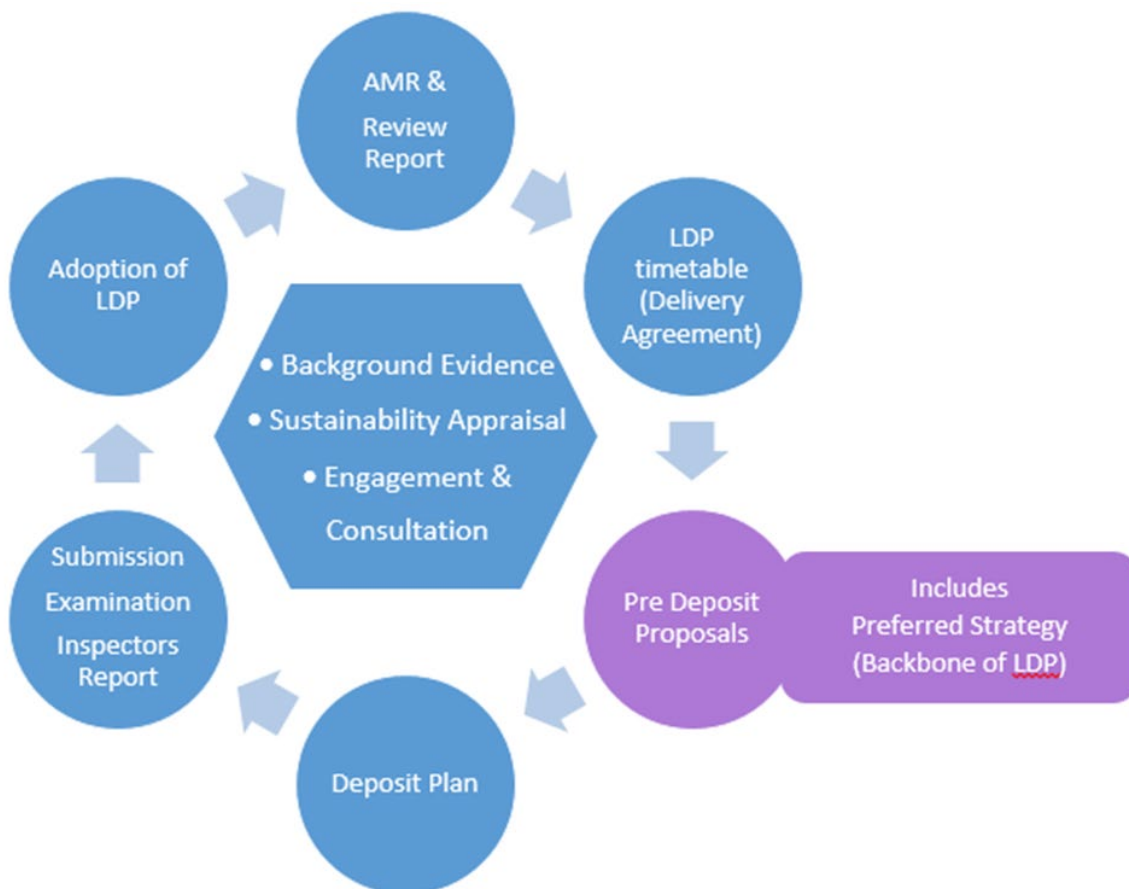 AMR &
Review
Report
LDP
timetable
(Delivery
Agreement)
Pre Deposit
Proposals
Includes
Preferred Strategy
(Backbone of LDP)
Deposit Plan
Submission
Examination
Inspectors
Report
Adoption of
LDP
• Background Evidence
• Sustainability Appraisal
• Engagement &
Consultation